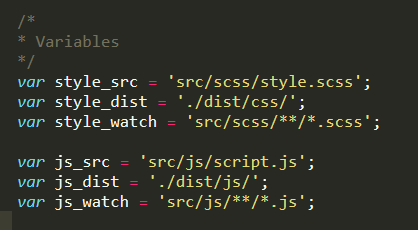 /*
* Variables
*/
var style_src = 'src/scss/style.scss';
var style_dist = './dist/css/';
var style_watch = 'src/scss/**/*.scss';
var js_src = 'src/js/script.js';
var js_dist = './dist/js/';
var js_watch = 'src/js/**/*.js';